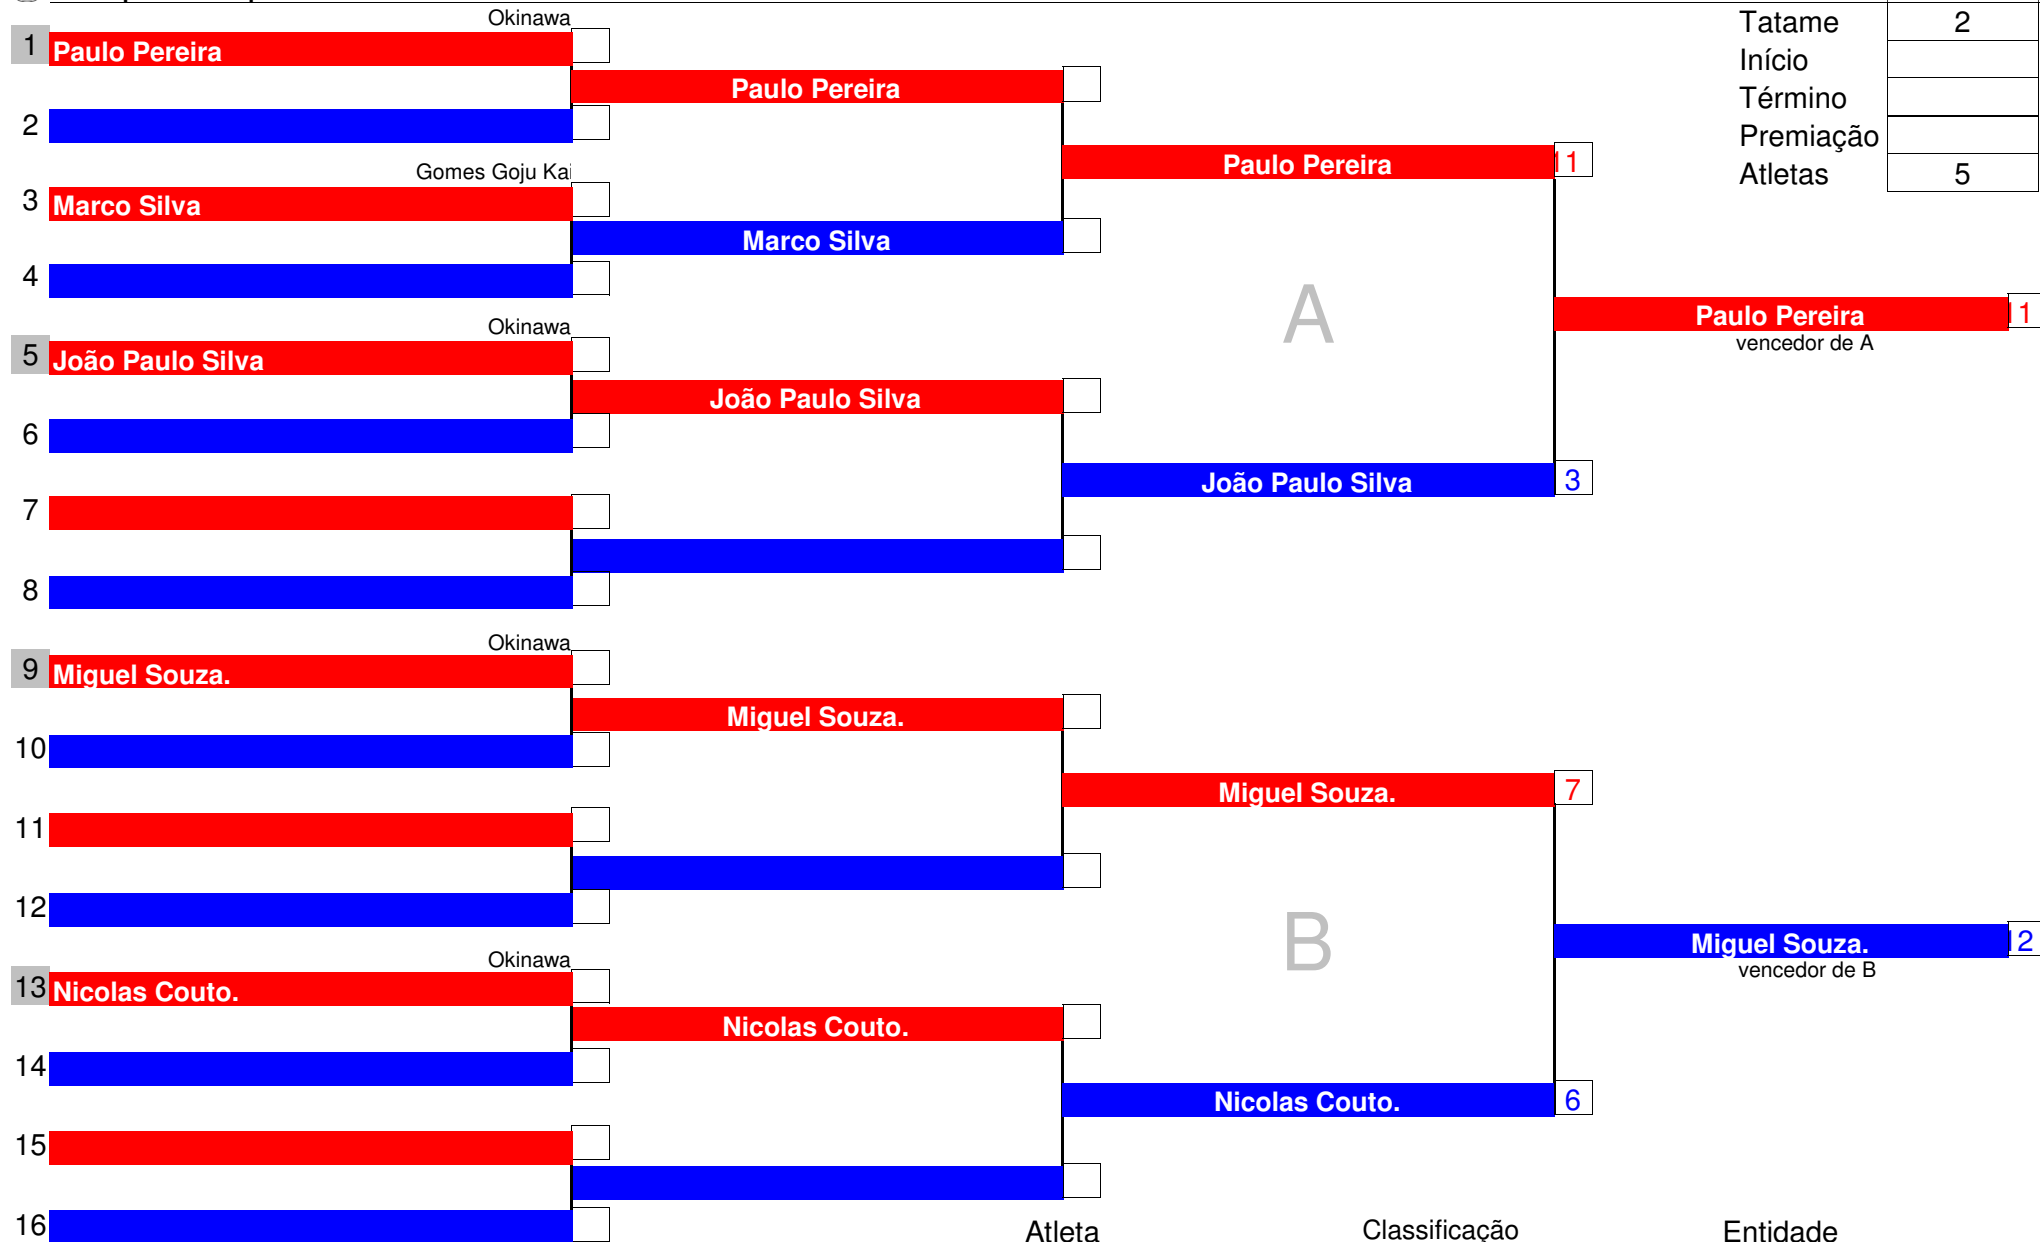 Okinawa
Tatame 2
1 Paulo Pereira
Início
Paulo Pereira
Término
2
Premiação
Paulo Pereira 11
Gomes Goju Kai
Atletas 5
3 Marco Silva
Marco Silva
4
A
Paulo Pereira 11
Okinawa
vencedor de A
5 João Paulo Silva
João Paulo Silva
6
João Paulo Silva 3
7
8
Okinawa
9 Miguel Souza.
Miguel Souza.
10
Miguel Souza. 7
11
12
B
Miguel Souza. 12
Okinawa
vencedor de B
13 Nicolas Couto.
Nicolas Couto.
14
Nicolas Couto. 6
15
16
Atleta Classificação Entidade